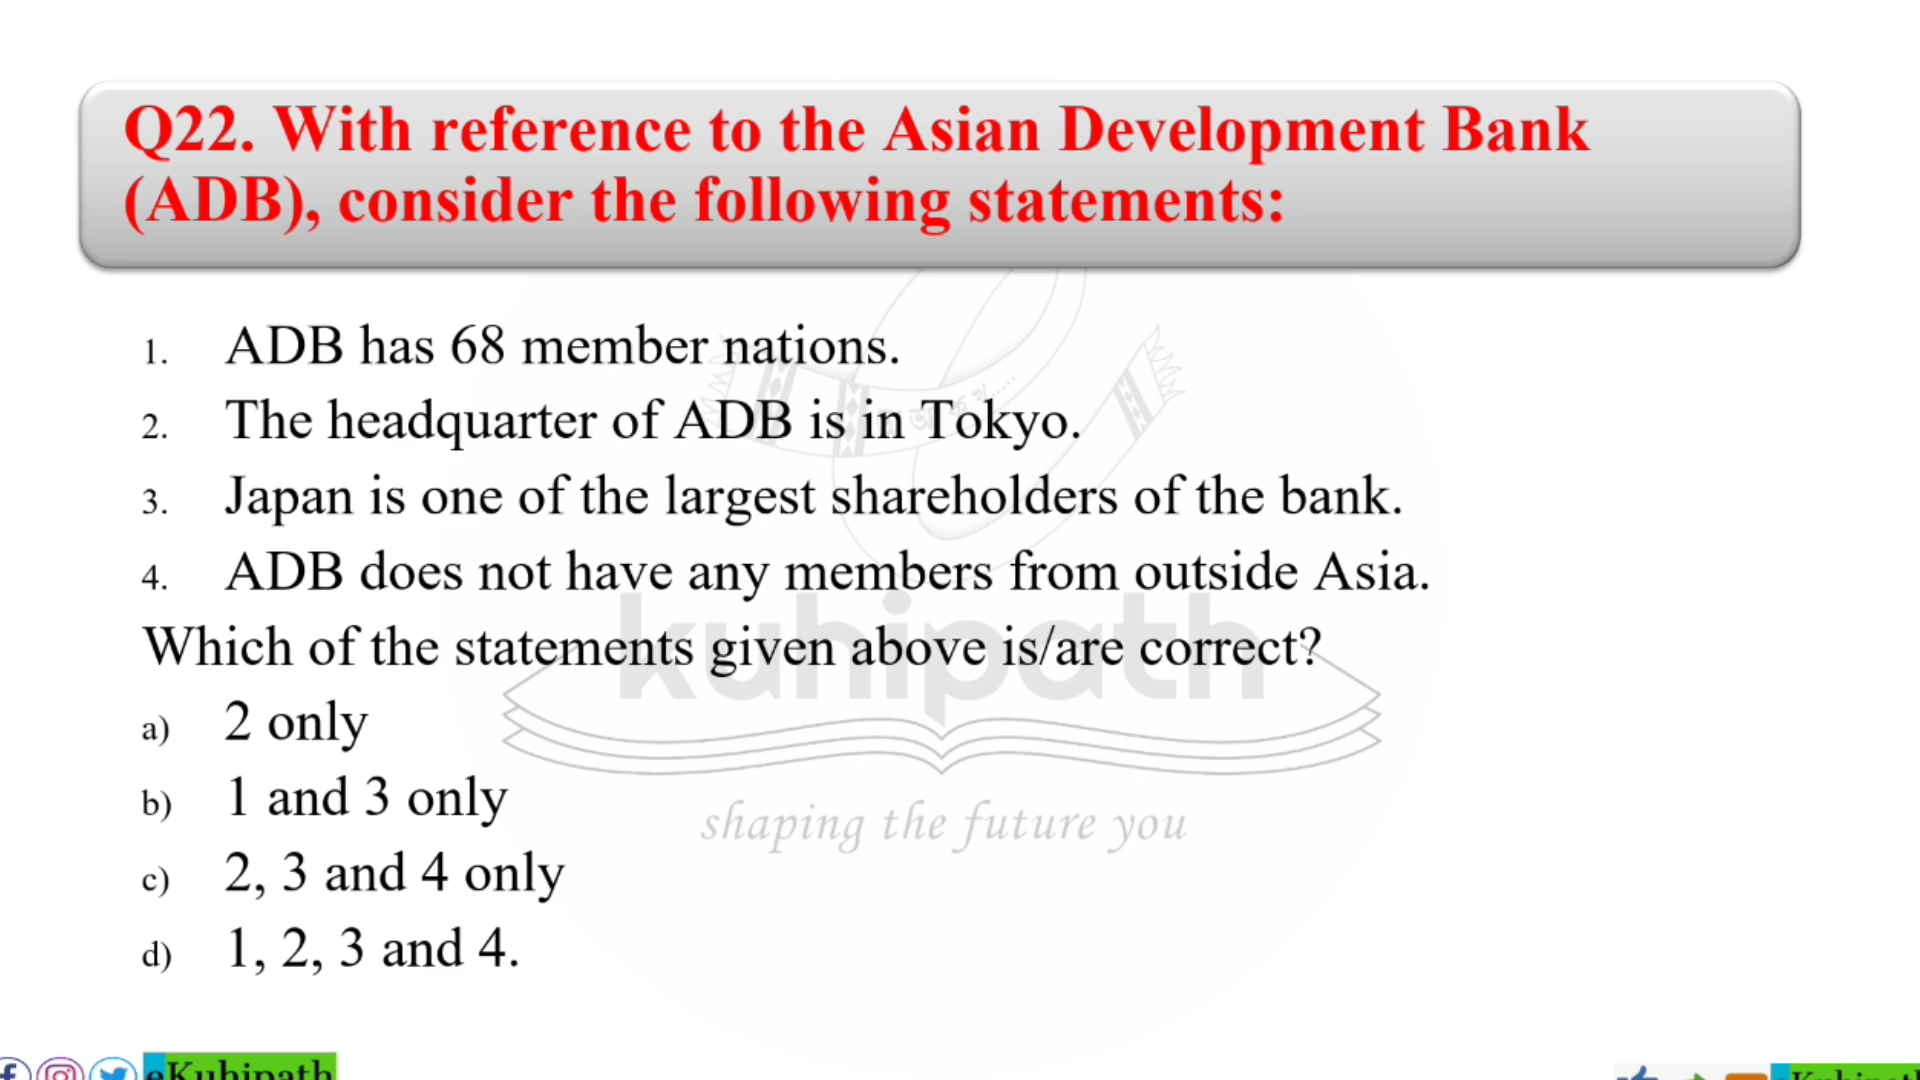 Q22. With reference to the Asian Development Bank
(ADB), consider the following statements:
1. ADB has 68 member nations.
2. The headquarter of ADB is in Tokyo.
3. Japan is one of the largest shareholders of the bank.
4. ADB does not have any members from outside Asia.
Which of the statements given above is/are correct?
kuhipath
a) 2 only
b) 1 and 3 only
shaping the future you
c) 2, 3 and 4 only
d) 1, 2, 3 and 4.
eKuhipath